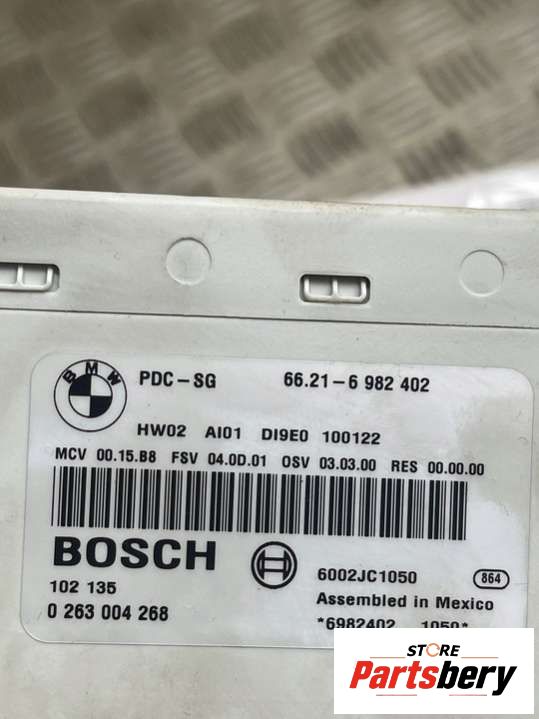 BMW
PDC-SG 66.21-6 982 402
HW02 AI01 DI9E0 100122
MCV 00.15.B8 FSV 04.0D.01 OSV 03.03.00 RES 00.00.00
BOSCH
6002JC1050 864
102 135
Assembled in Mexico
0 263 004 268
*6982402 1050*
STORE
Partsbery